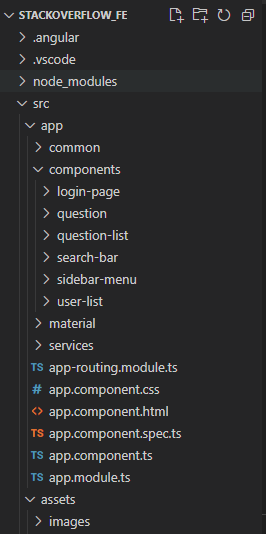 STACKOVERFLOW_FE
.angular
.vscode
node_modules
src
app
common
components
login-page
question
question-list
search-bar
sidebar-menu
user-list
material
services
TS app-routing.module.ts
# app.component.css
<> app.component.html
TS app.component.spec.ts
TS app.component.ts
TS app.module.ts
assets
images